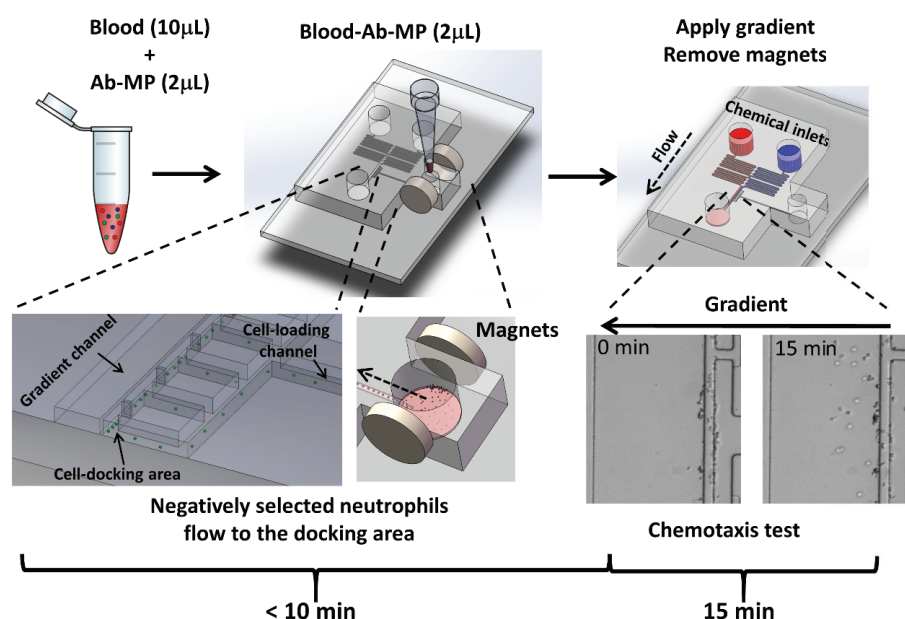 Blood (10µL)
+
Ab-MP (2µL)
Blood-Ab-MP (2µL)
Apply gradient
Remove magnets
Chemical inlets
Flow
Gradient channel
Cell-loading
channel
Cell-docking area
Magnets
Gradient
0 min
15 min
Negatively selected neutrophils
flow to the docking area
Chemotaxis test
< 10 min
15 min